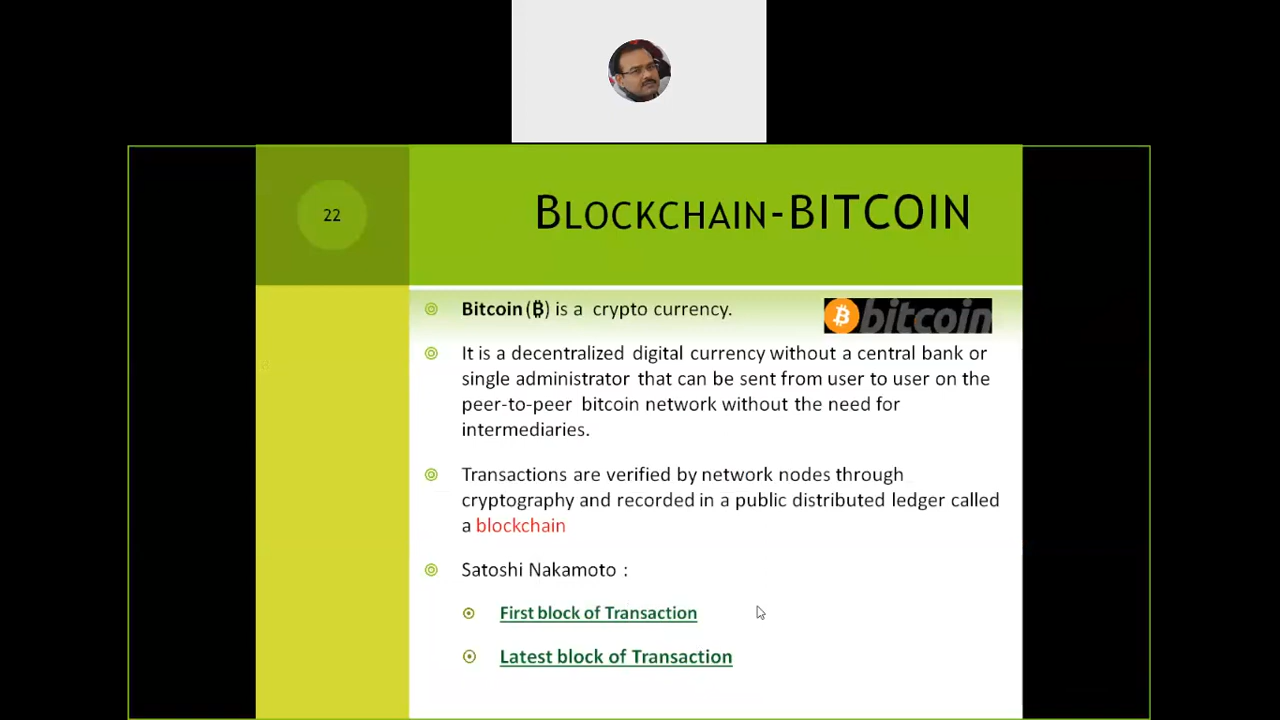 22
BLOCKCHAIN-BITCOIN
Bitcoin (₿) is a crypto currency.
bitcoin
It is a decentralized digital currency without a central bank or
single administrator that can be sent from user to user on the
peer-to-peer bitcoin network without the need for
intermediaries.
Transactions are verified by network nodes through
cryptography and recorded in a public distributed ledger called
a blockchain
Satoshi Nakamoto :
First block of Transaction
Latest block of Transaction